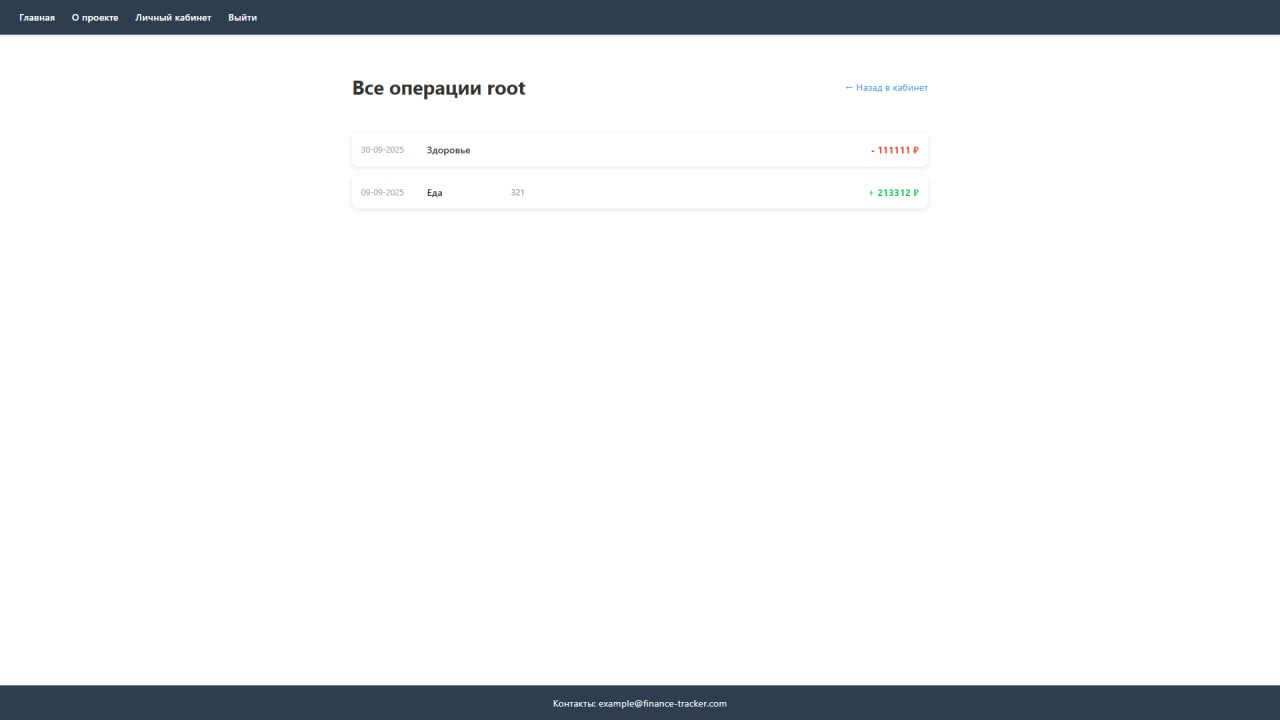 Главная О проекте Личный кабинет Выйти
Все операции root ← Назад в кабинет
30-09-2025 Здоровье - 111111 ₽
09-09-2025 Еда 321 + 213312 ₽
Контакты: example@finance-tracker.com